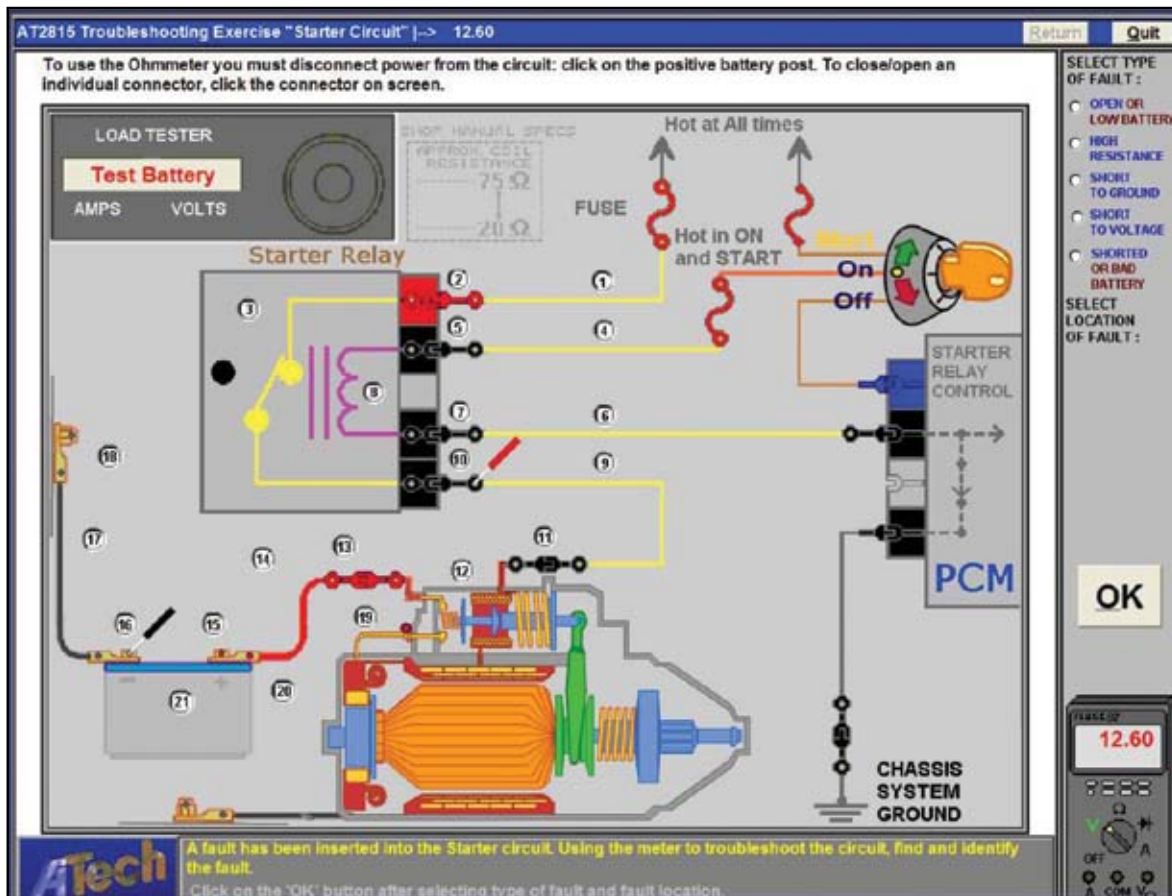 AT2815 Troubleshooting Exercise "Starter Circuit" |--> 12.60
Return
Quit
To use the Ohmmeter you must disconnect power from the circuit: click on the positive battery post. To close/open an
individual connector, click the connector on screen.
SELECT TYPE
OF FAULT :
OPEN OR
LOW BATTERY
HIGH
RESISTANCE
SHORT
TO GROUND
SHORT
TO VOLTAGE
SHORTED
OR BAD
BATTERY
SELECT
LOCATION
OF FAULT :
OK
LOAD TESTER
Test Battery
AMPS VOLTS
SHOP MANUAL SPECS
APPROX. COIL
RESISTANCE
75 Ω
20 Ω
Hot at All times
FUSE
Hot in ON
and START
Start
On
Off
Starter Relay
1
2
3
4
5
6
7
8
9
10
11
12
13
14
15
16
17
18
19
20
21
STARTER
RELAY
CONTROL
PCM
CHASSIS
SYSTEM
GROUND
12.60
Ω
V
A
OFF
A COM
ATech
A fault has been inserted into the Starter circuit. Using the meter to troubleshoot the circuit, find and identify
the fault.
Click on the 'OK' button after selecting type of fault and fault location.